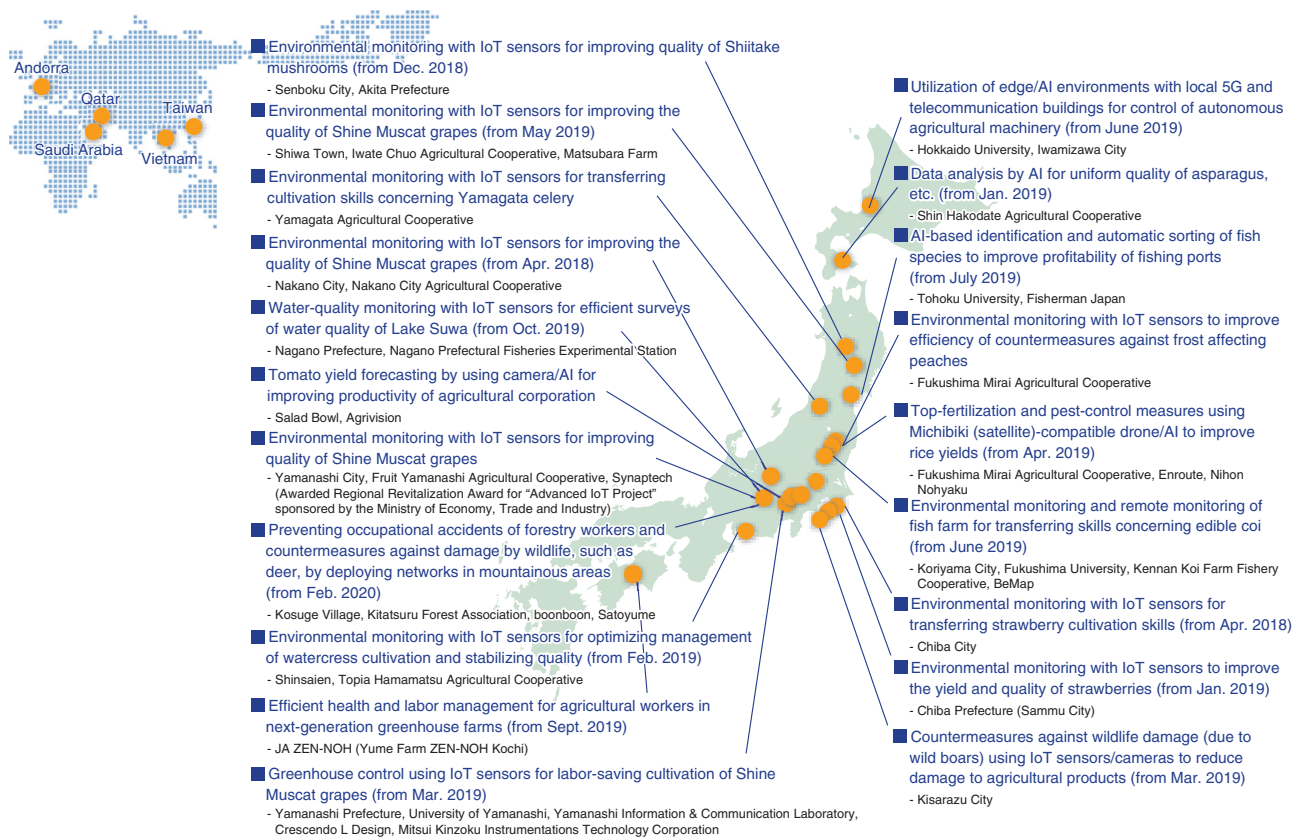 Andorra
Qatar
Taiwan
Saudi Arabia
Vietnam
Environmental monitoring with IoT sensors for improving quality of Shiitake
mushrooms (from Dec. 2018)
- Senboku City, Akita Prefecture
Environmental monitoring with IoT sensors for improving the
quality of Shine Muscat grapes (from May 2019)
- Shiwa Town, Iwate Chuo Agricultural Cooperative, Matsubara Farm
Environmental monitoring with IoT sensors for transferring
cultivation skills concerning Yamagata celery
- Yamagata Agricultural Cooperative
Environmental monitoring with IoT sensors for improving the
quality of Shine Muscat grapes (from Apr. 2018)
- Nakano City, Nakano City Agricultural Cooperative
Water-quality monitoring with IoT sensors for efficient surveys
of water quality of Lake Suwa (from Oct. 2019)
- Nagano Prefecture, Nagano Prefectural Fisheries Experimental Station
Tomato yield forecasting by using camera/AI for
improving productivity of agricultural corporation
- Salad Bowl, Agrivision
Environmental monitoring with IoT sensors for improving
quality of Shine Muscat grapes
- Yamanashi City, Fruit Yamanashi Agricultural Cooperative, Synaptech
(Awarded Regional Revitalization Award for “Advanced IoT Project”
sponsored by the Ministry of Economy, Trade and Industry)
Preventing occupational accidents of forestry workers and
countermeasures against damage by wildlife, such as
deer, by deploying networks in mountainous areas
(from Feb. 2020)
- Kosuge Village, Kitatsuru Forest Association, boonboon, Satoyume
Environmental monitoring with IoT sensors for optimizing management
of watercress cultivation and stabilizing quality (from Feb. 2019)
- Shinsaien, Topia Hamamatsu Agricultural Cooperative
Efficient health and labor management for agricultural workers in
next-generation greenhouse farms (from Sept. 2019)
- JA ZEN-NOH (Yume Farm ZEN-NOH Kochi)
Greenhouse control using IoT sensors for labor-saving cultivation of Shine
Muscat grapes (from Mar. 2019)
- Yamanashi Prefecture, University of Yamanashi, Yamanashi Information & Communication Laboratory,
Crescendo L Design, Mitsui Kinzoku Instrumentations Technology Corporation
Utilization of edge/AI environments with local 5G and
telecommunication buildings for control of autonomous
agricultural machinery (from June 2019)
- Hokkaido University, Iwamizawa City
Data analysis by AI for uniform quality of asparagus,
etc. (from Jan. 2019)
- Shin Hakodate Agricultural Cooperative
AI-based identification and automatic sorting of fish
species to improve profitability of fishing ports
(from July 2019)
- Tohoku University, Fisherman Japan
Environmental monitoring with IoT sensors to improve
efficiency of countermeasures against frost affecting
peaches
- Fukushima Mirai Agricultural Cooperative
Top-fertilization and pest-control measures using
Michibiki (satellite)-compatible drone/AI to improve
rice yields (from Apr. 2019)
- Fukushima Mirai Agricultural Cooperative, Enroute, Nihon
Nohyaku
Environmental monitoring and remote monitoring of
fish farm for transferring skills concerning edible coi
(from June 2019)
- Koriyama City, Fukushima University, Kennan Koi Farm Fishery
Cooperative, BeMap
Environmental monitoring with IoT sensors for
transferring strawberry cultivation skills (from Apr. 2018)
- Chiba City
Environmental monitoring with IoT sensors to improve
the yield and quality of strawberries (from Jan. 2019)
- Chiba Prefecture (Sammu City)
Countermeasures against wildlife damage (due to
wild boars) using IoT sensors/cameras to reduce
damage to agricultural products (from Mar. 2019)
- Kisarazu City